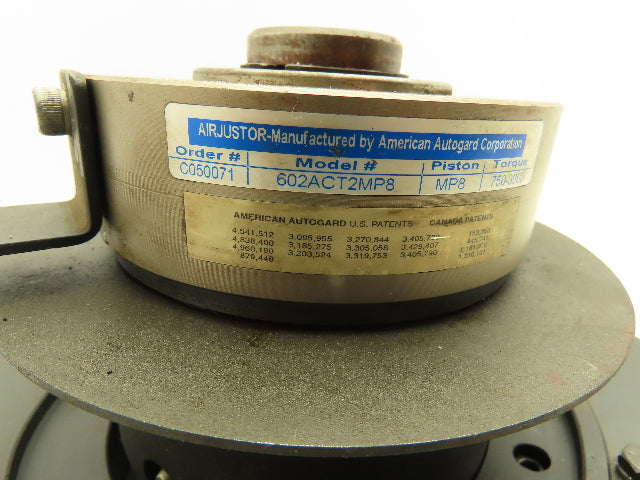 AIRJUSTOR-Manufactured by American Autogard Corporation
Order # Model # Piston Torque
C050071 602ACT2MP8 MP8
AMERICAN AUTOGARD U.S. PATENTS CANADA PATENTS
4,541,512 3,095,955 3,270,844
4,838,400 3,185,275 3,305,058 3,429,407
4,960,190 3,203,524 3,319,753 3,405,790
879,446